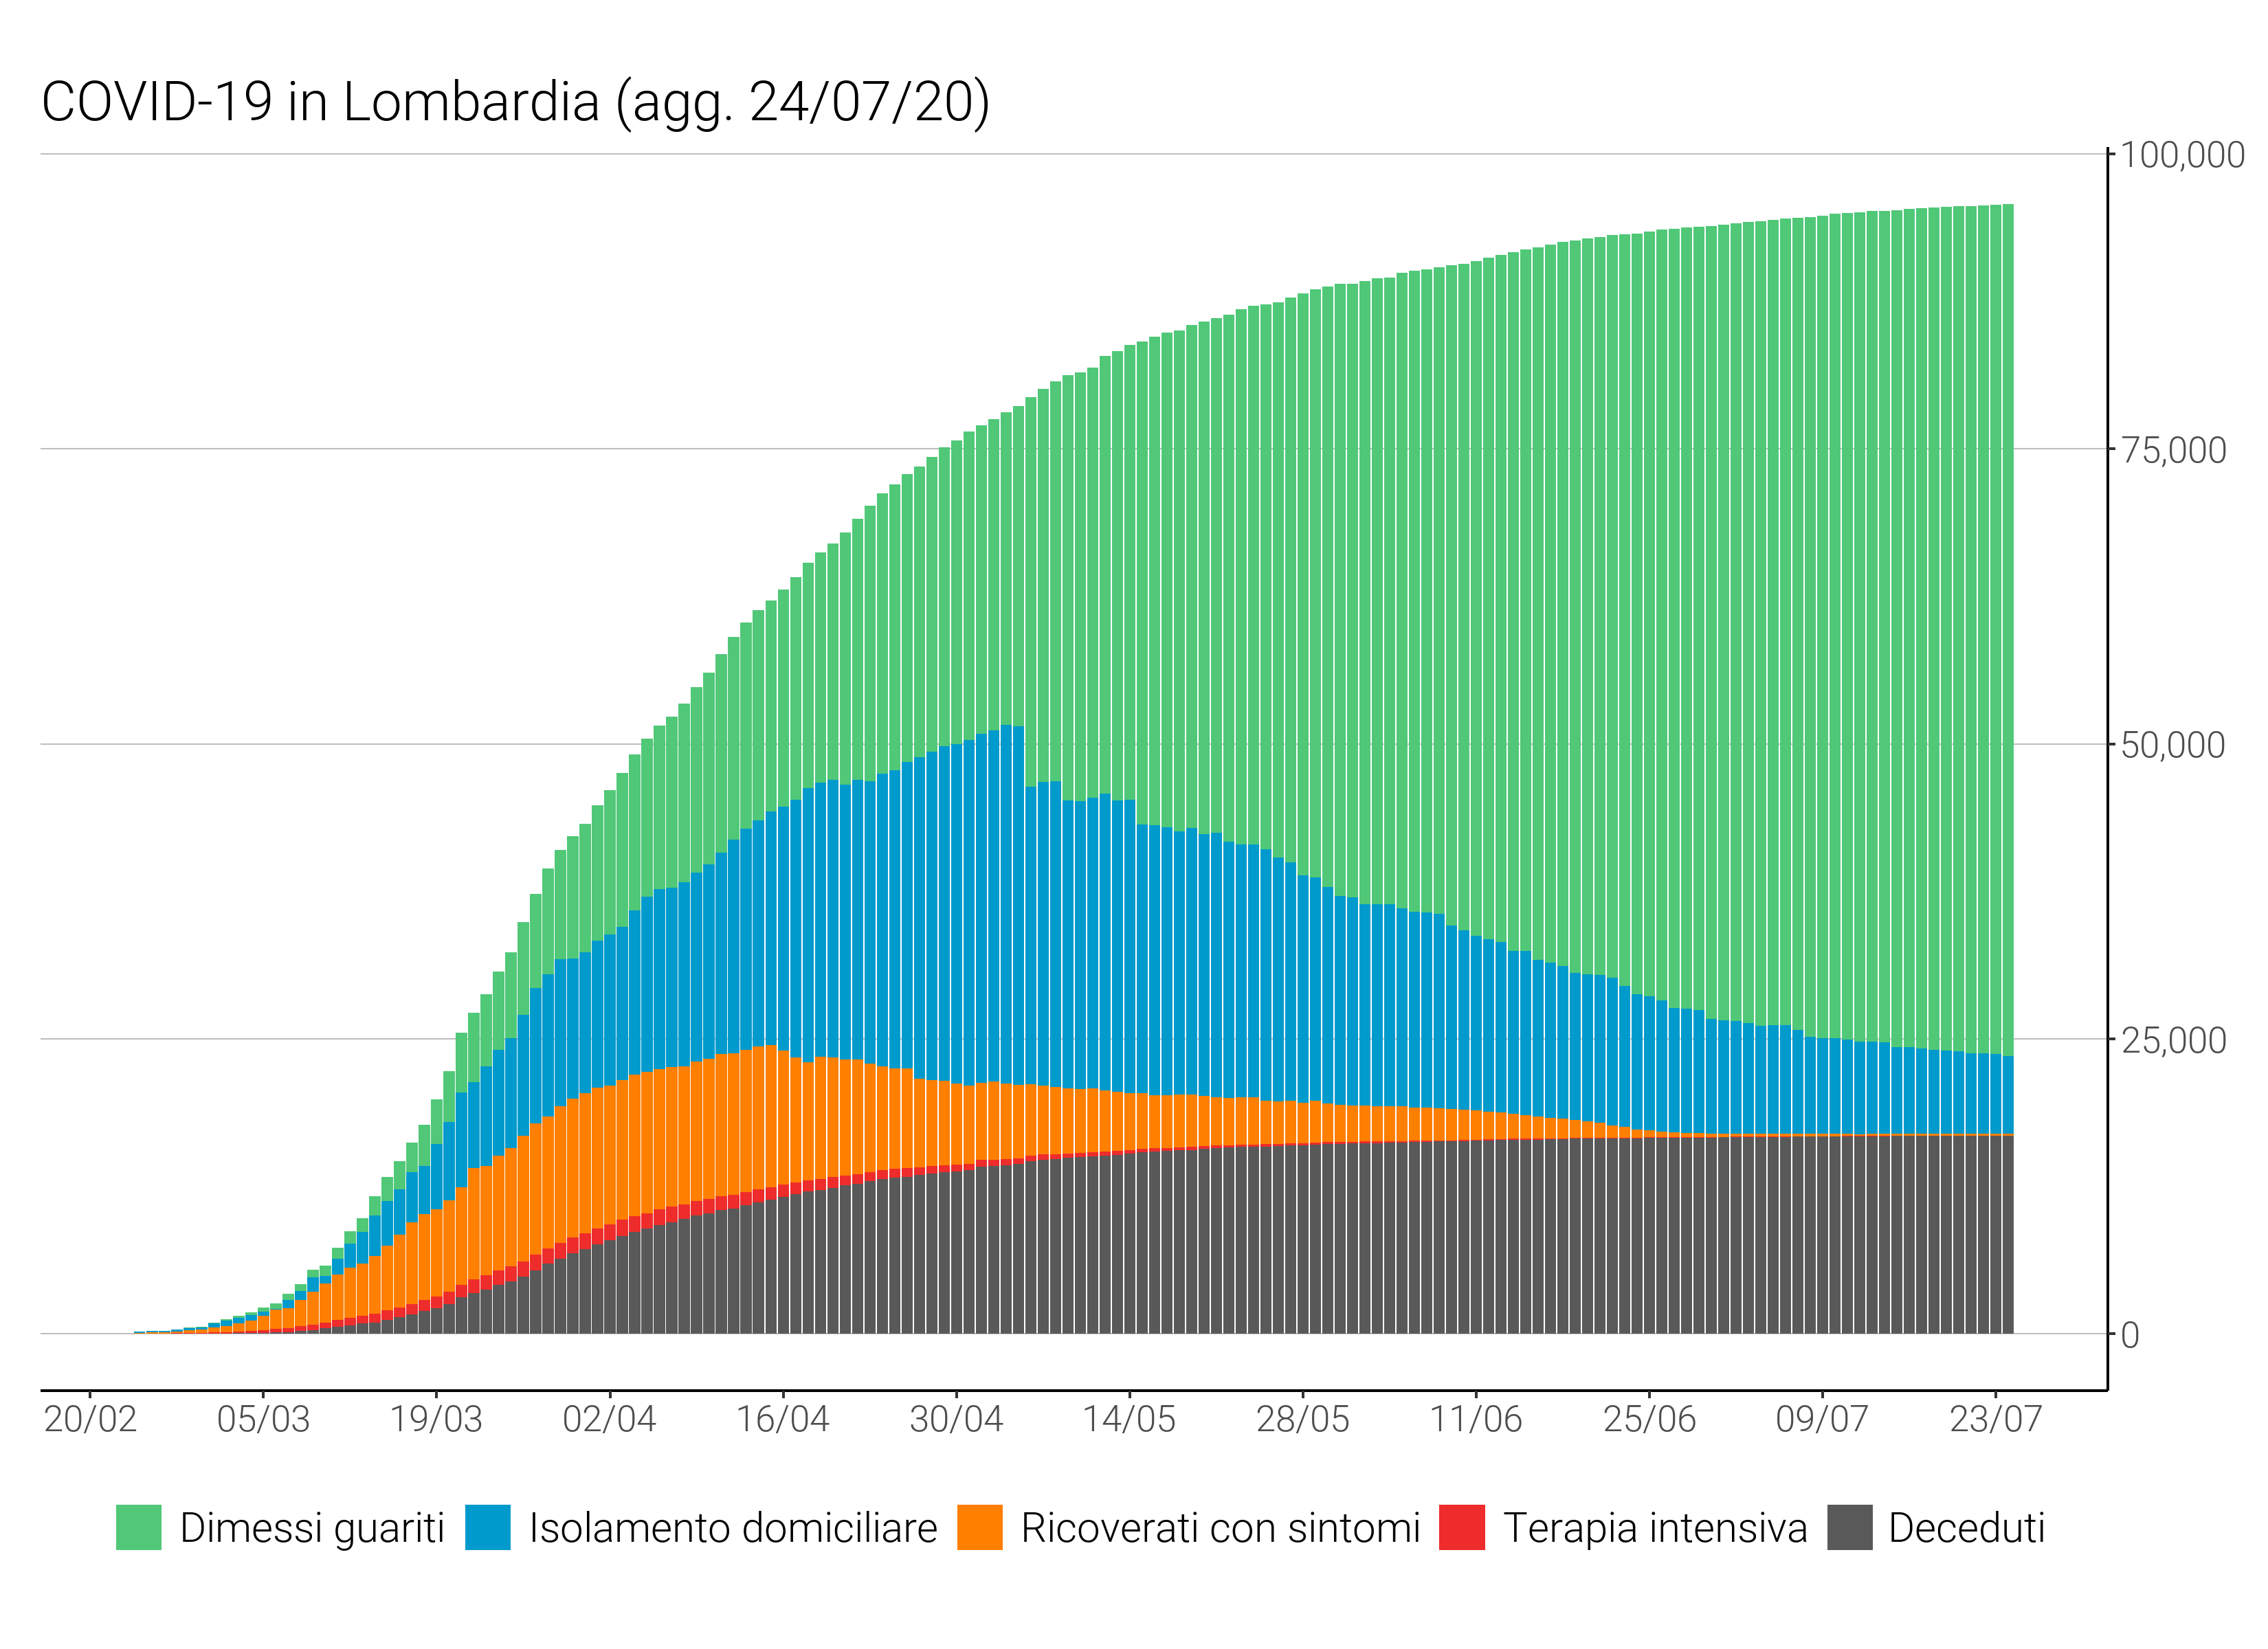 COVID-19 in Lombardia (agg. 24/07/20)
100,000
75,000
50,000
25,000
0
20/02 05/03 19/03 02/04 16/04 30/04 14/05 28/05 11/06 25/06 09/07 23/07
Dimessi guariti Isolamento domiciliare Ricoverati con sintomi Terapia intensiva Deceduti